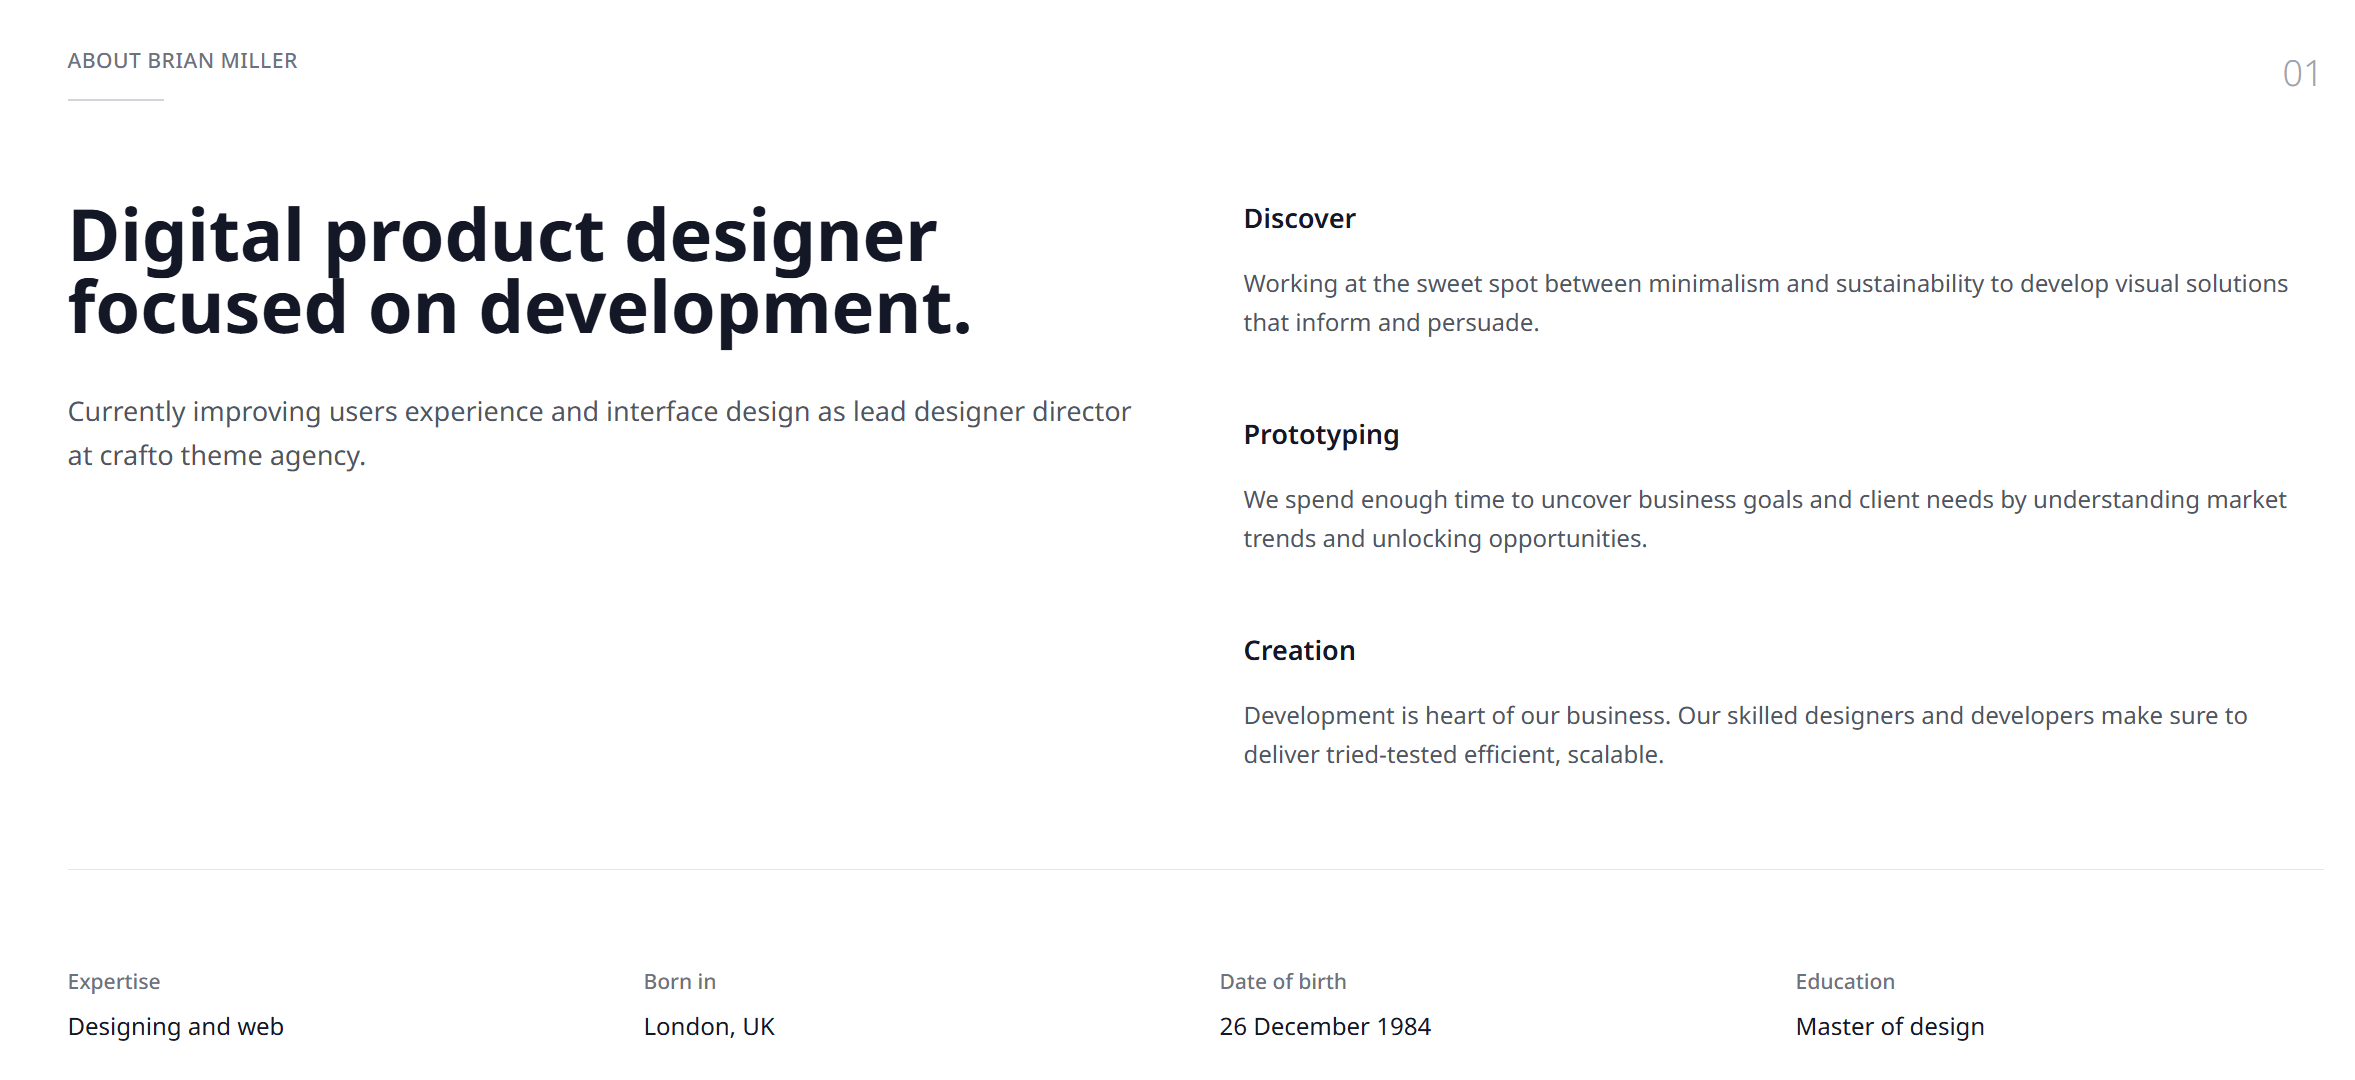 ABOUT BRIAN MILLER
01
Digital product designer
focused on development.
Currently improving users experience and interface design as lead designer director
at crafto theme agency.
Discover
Working at the sweet spot between minimalism and sustainability to develop visual solutions
that inform and persuade.
Prototyping
We spend enough time to uncover business goals and client needs by understanding market
trends and unlocking opportunities.
Creation
Development is heart of our business. Our skilled designers and developers make sure to
deliver tried-tested efficient, scalable.
Expertise
Designing and web
Born in
London, UK
Date of birth
26 December 1984
Education
Master of design